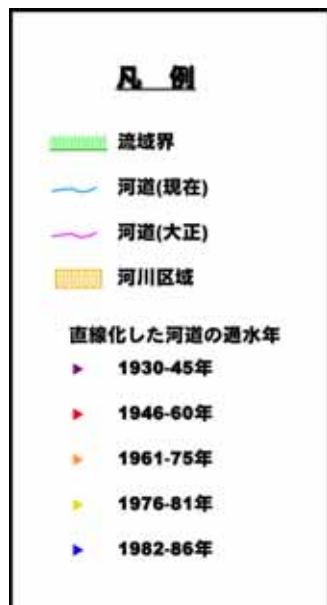 凡　例
流域界
河道(現在)
河道(大正)
河川区域
直線化した河道の通水年
1930-45年
1946-60年
1961-75年
1976-81年
1982-86年